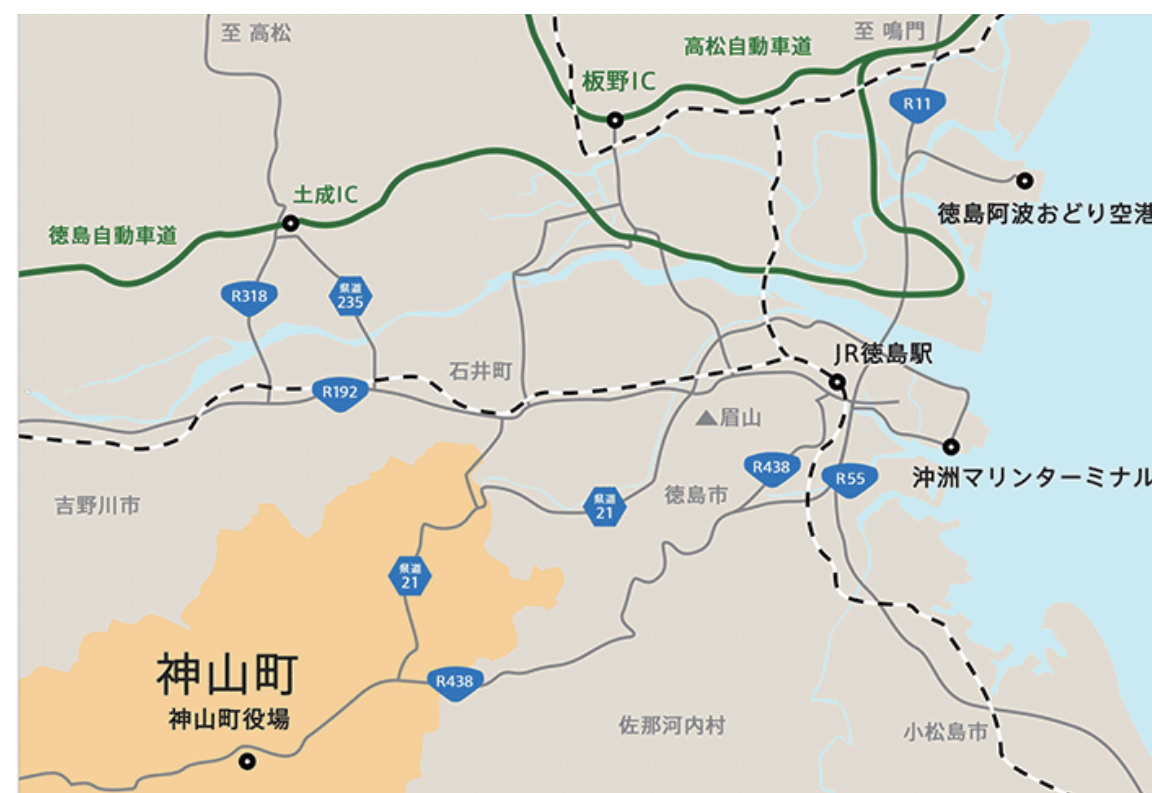 至 高松
高松自動車道
至 鳴門
板野IC
R11
土成IC
徳島阿波おどり空港
徳島自動車道
R318
県道
235
JR徳島駅
石井町
R192
眉山
R438
R55
沖洲マリンターミナル
徳島市
吉野川市
県道
21
県道
21
神山町
R438
神山町役場
佐那河内村
小松島市